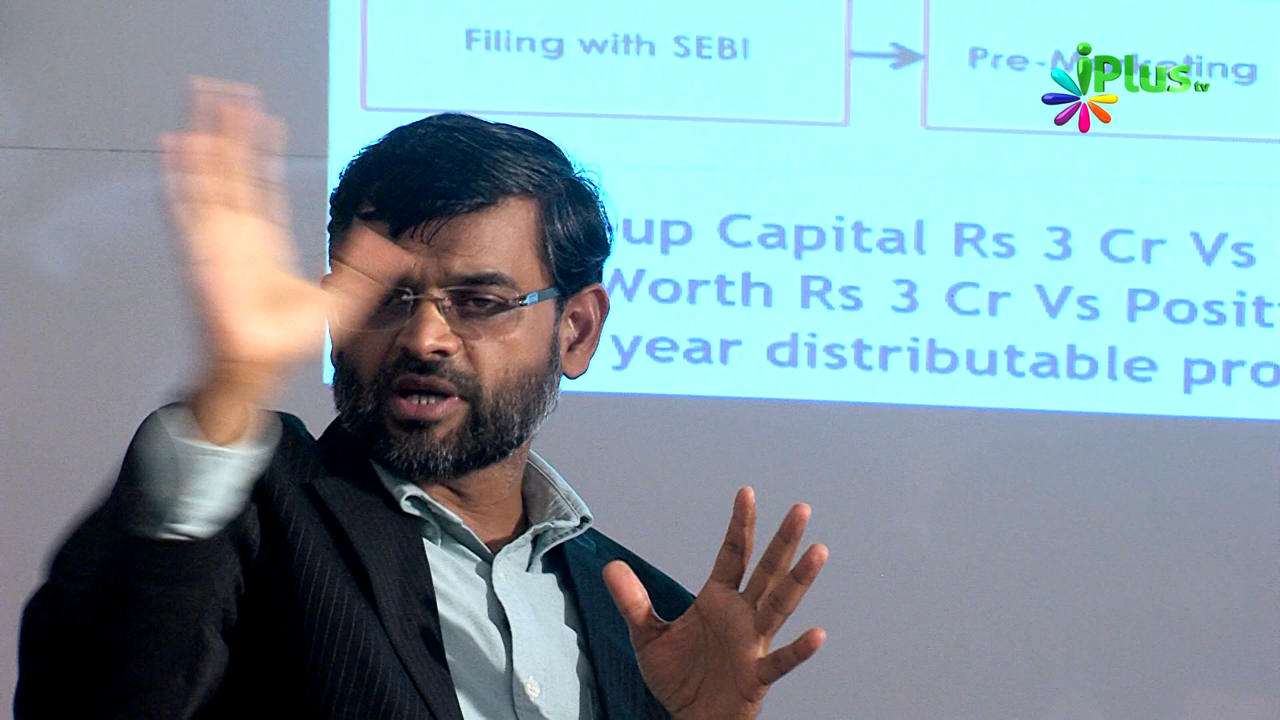 Filing with SEBI
Pre-Marketing
iPlus tv
up Capital Rs 3 Cr Vs
Worth Rs 3 Cr Vs Posit
year distributable pro